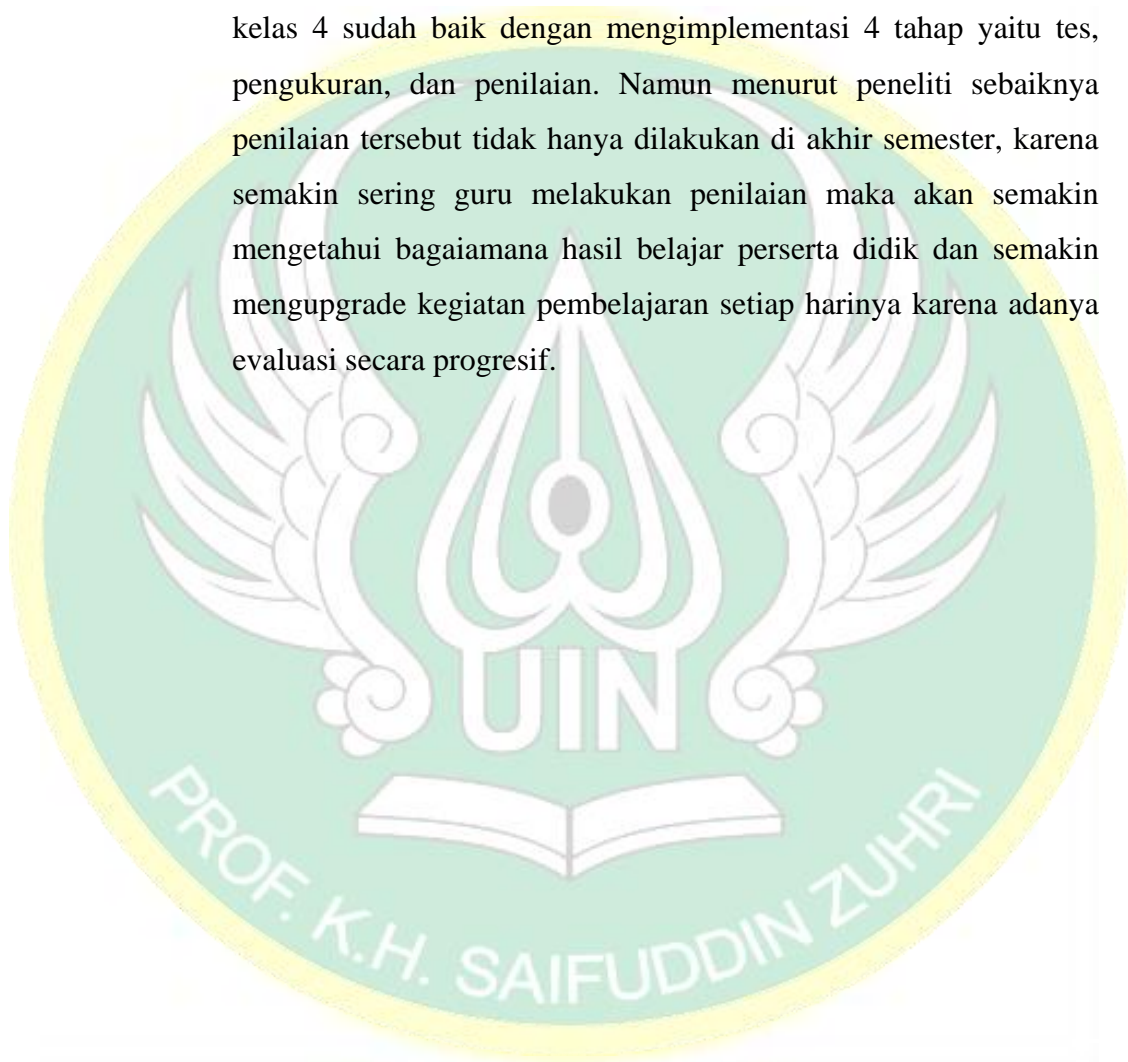 kelas 4 sudah baik dengan mengimplementasi 4 tahap yaitu tes,
pengukuran, dan penilaian. Namun menurut peneliti sebaiknya
penilaian tersebut tidak hanya dilakukan di akhir semester, karena
semakin sering guru melakukan penilaian maka akan semakin
mengetahui bagaiamana hasil belajar perserta didik dan semakin
mengupgrade kegiatan pembelajaran setiap harinya karena adanya
evaluasi secara progresif.
UIN
PROF. K.H. SAIFUDDIN ZUHRI